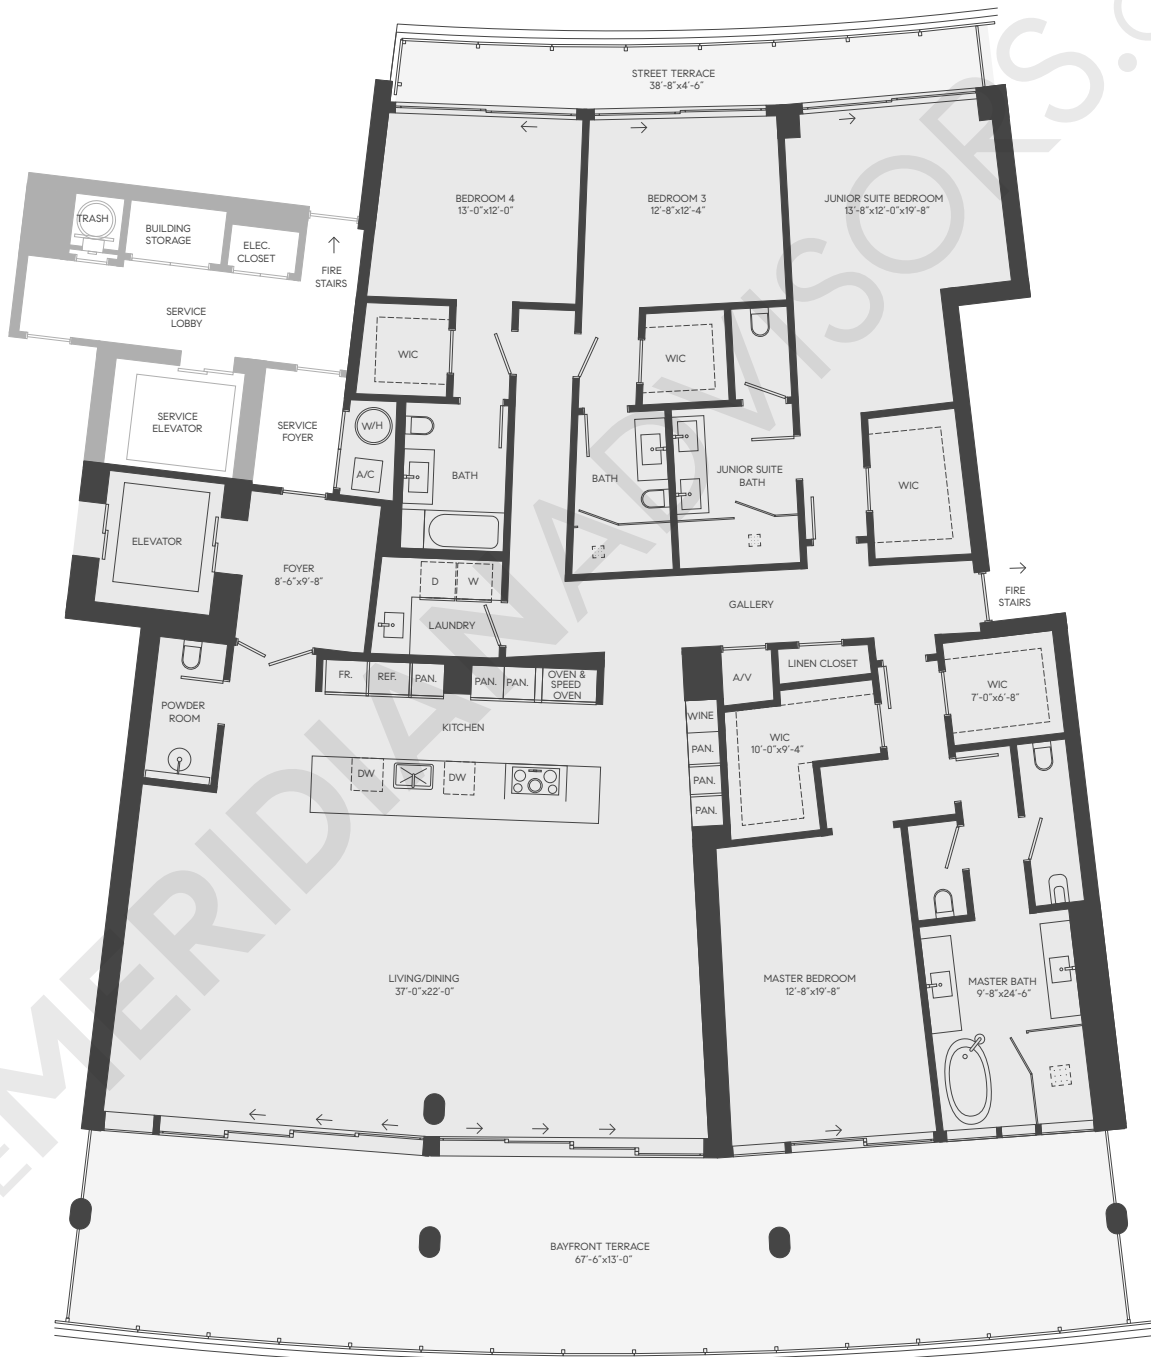 STREET TERRACE
38'-8"x4'-6"
BEDROOM 4
13'-0"x12'-0"
BEDROOM 3
12'-8"x12'-4"
JUNIOR SUITE BEDROOM
13'-8"x12'-0"x19'-8"
TRASH
BUILDING
STORAGE
ELEC.
CLOSET
FIRE
STAIRS
SERVICE
LOBBY
WIC
WIC
SERVICE
ELEVATOR
SERVICE
FOYER
W/H
A/C
BATH
BATH
JUNIOR SUITE
BATH
WIC
ELEVATOR
FOYER
8'-6"x9'-8"
D
W
LAUNDRY
GALLERY
FIRE
STAIRS
FR.
REF.
PAN.
PAN.
PAN.
OVEN &
SPEED
OVEN
A/V
LINEN CLOSET
WIC
7'-0"x6'-8"
POWDER
ROOM
KITCHEN
WINE
PAN.
PAN.
PAN.
WIC
10'-0"x9'-4"
DW
DW
LIVING/DINING
37'-0"x22'-0"
MASTER BEDROOM
12'-8"x19'-8"
MASTER BATH
9'-8"x24'-6"
BAYFRONT TERRACE
67'-6"x13'-0"
EMERIDIANADVISORS.C